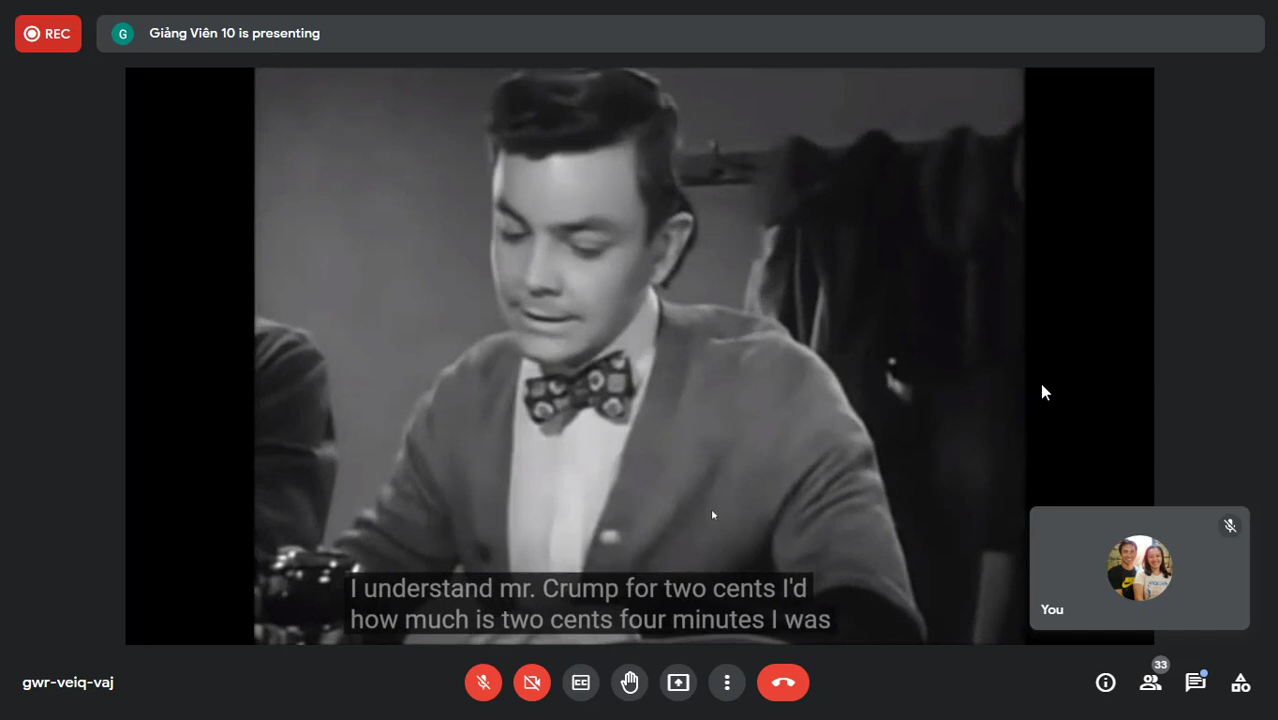 REC
G
Giảng Viên 10 is presenting
I understand mr. Crump for two cents I'd
how much is two cents four minutes I was
You
gwr-veiq-vaj
CC
33